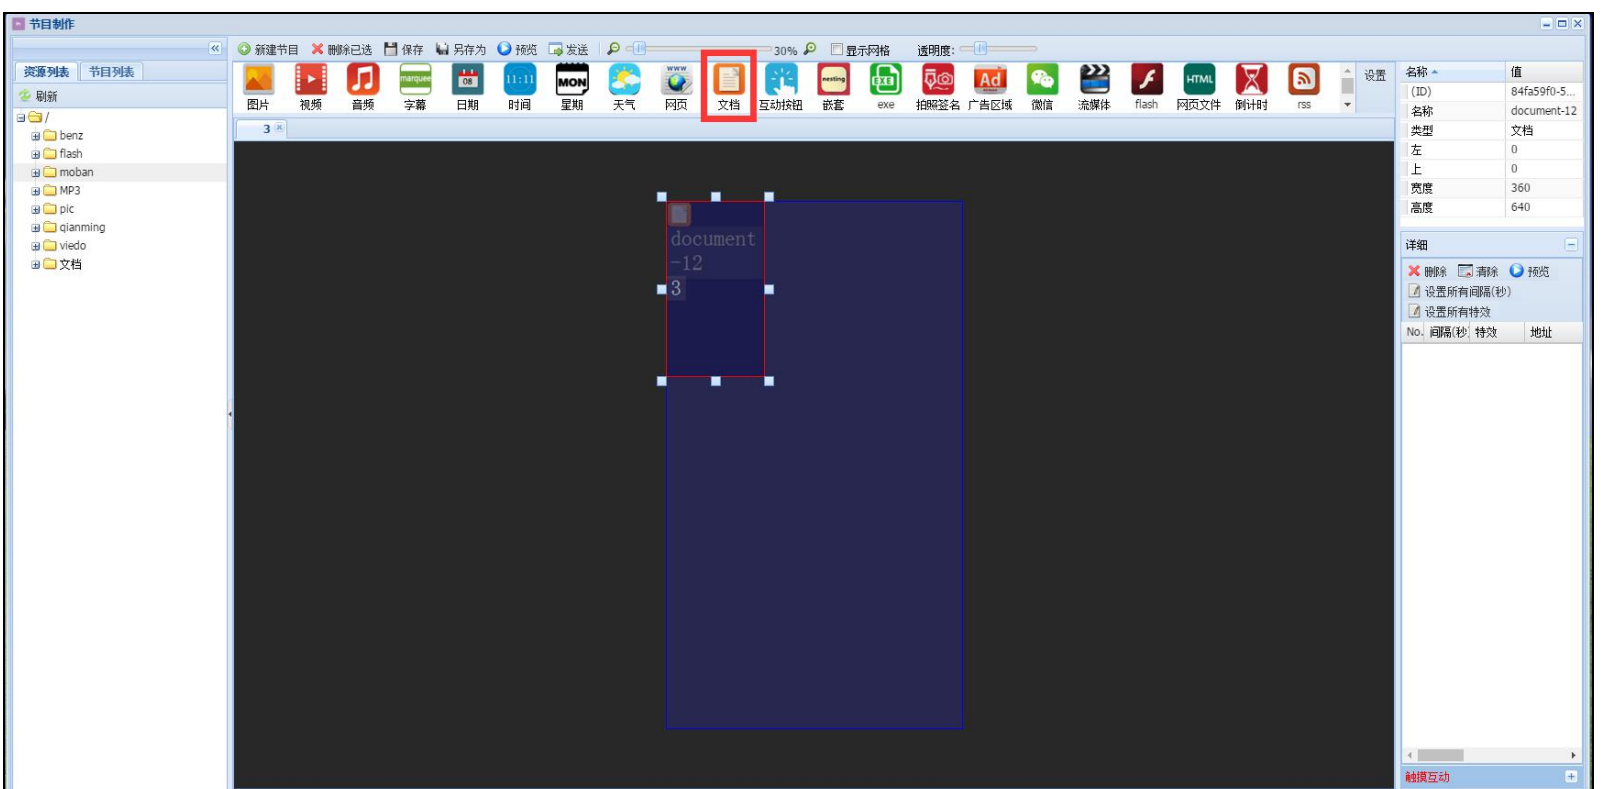 节目制作
新建节目 删除已选 保存 另存为 预览 发送 30% 显示网格 透明度:
资源列表 节目列表
刷新
/
benz
flash
moban
MP3
pic
qianming
viedo
文档
marquee 08 11:11 MON WWW nesting EXE Ad HTML
图片 视频 音频 字幕 日期 时间 星期 天气 网页 文档 互动按钮 嵌套 exe 拍照签名 广告区域 微信 流媒体 flash 网页文件 倒计时 rss
设置
3
document
-12
3
名称 值
(ID) 84fa59f0-5...
名称 document-12
类型 文档
左 0
上 0
宽度 360
高度 640
详细
删除 清除 预览
设置所有间隔(秒)
设置所有特效
No. 间隔(秒) 特效 地址
触摸互动